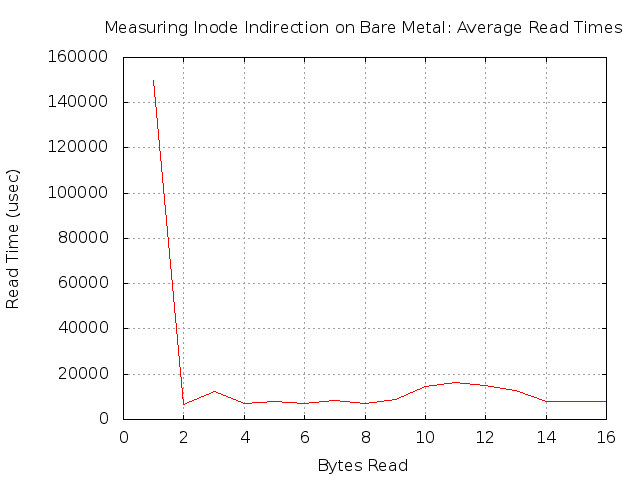 Measuring Inode Indirection on Bare Metal: Average Read Times
160000
140000
120000
100000
80000
60000
40000
20000
0
Read Time (usec)
0 2 4 6 8 10 12 14 16
Bytes Read